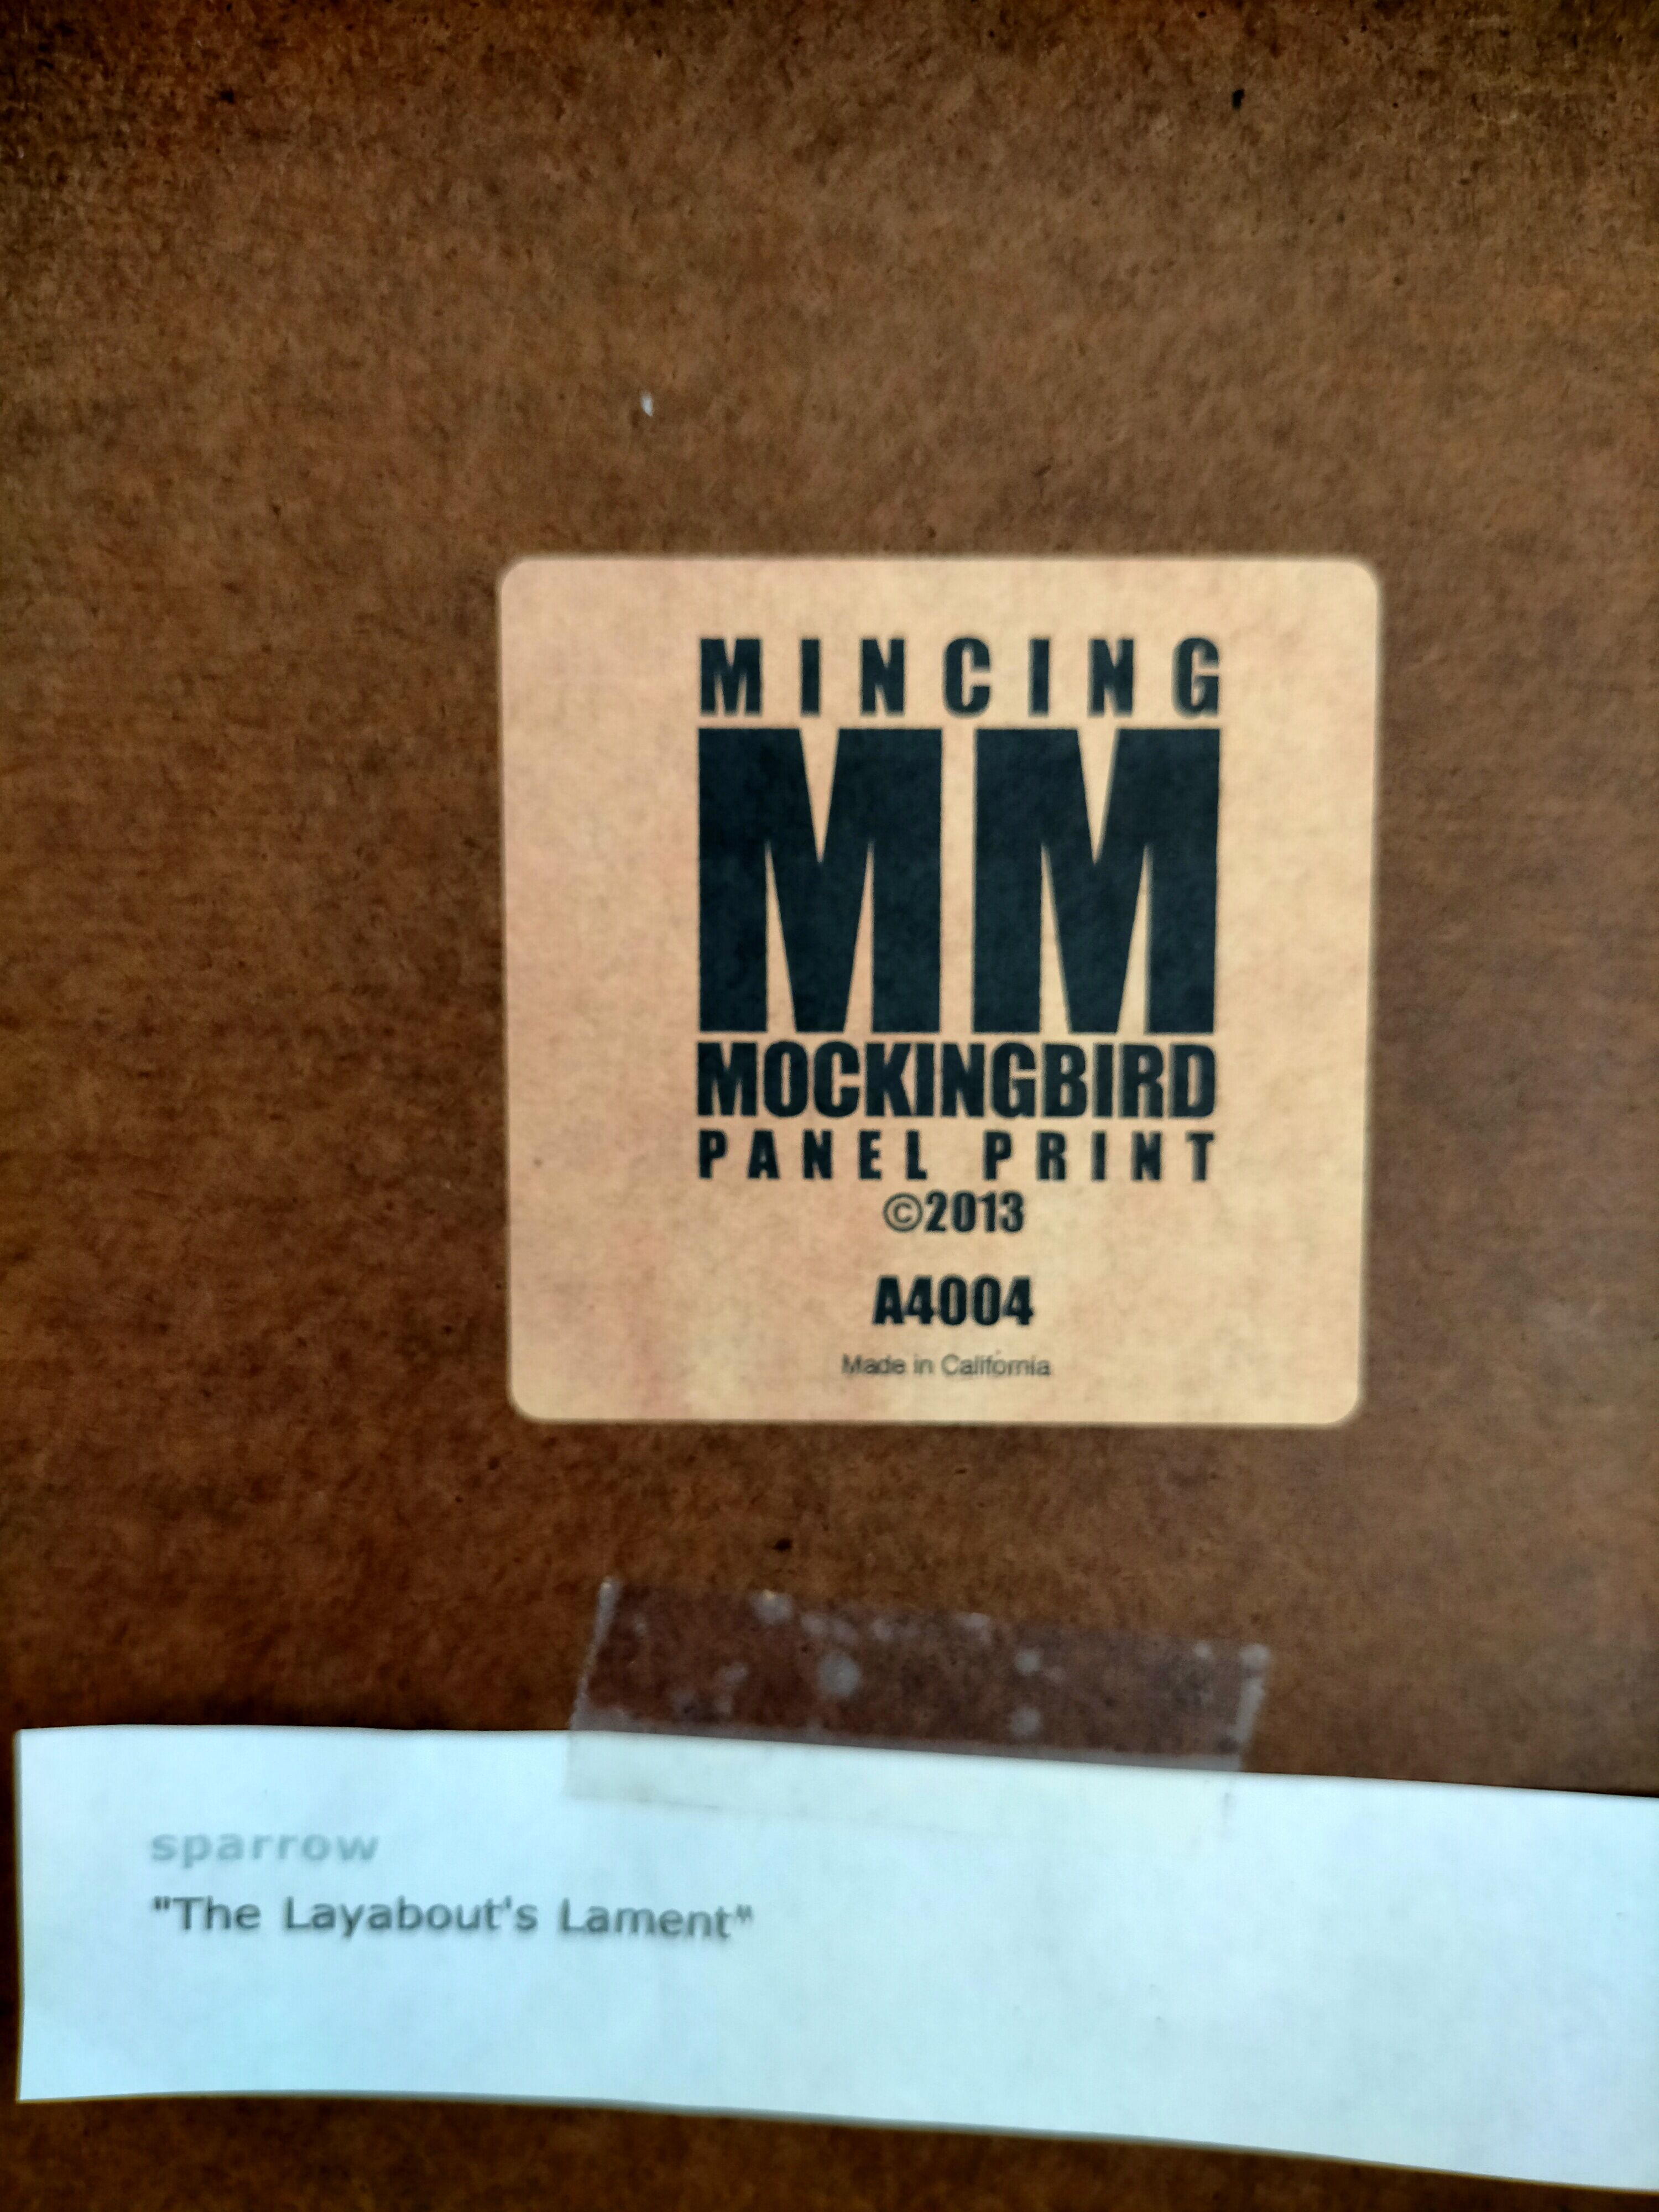 MINCING
MM
MOCKINGBIRD
PANEL PRINT
©2013
A4004
Made in California
sparrow
"The Layabout's Lament"